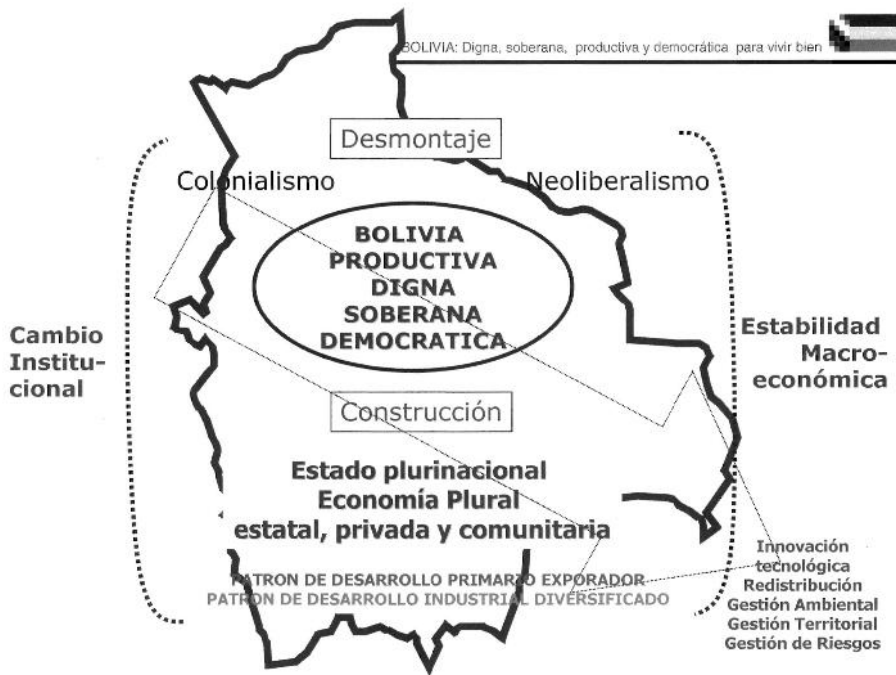 BOLIVIA: Digna, soberana, productiva y democrática para vivir bien
Desmontaje
Colonialismo
Neoliberalismo
BOLIVIA
PRODUCTIVA
DIGNA
SOBERANA
DEMOCRATICA
Cambio
Institu-
cional
Estabilidad
Macro-
económica
Construcción
Estado plurinacional
Economía Plural
estatal, privada y comunitaria
PATRON DE DESARROLLO PRIMARIO EXPORADOR
PATRON DE DESARROLLO INDUSTRIAL DIVERSIFICADO
Innovación
tecnológica
Redistribución
Gestión Ambiental
Gestión Territorial
Gestión de Riesgos